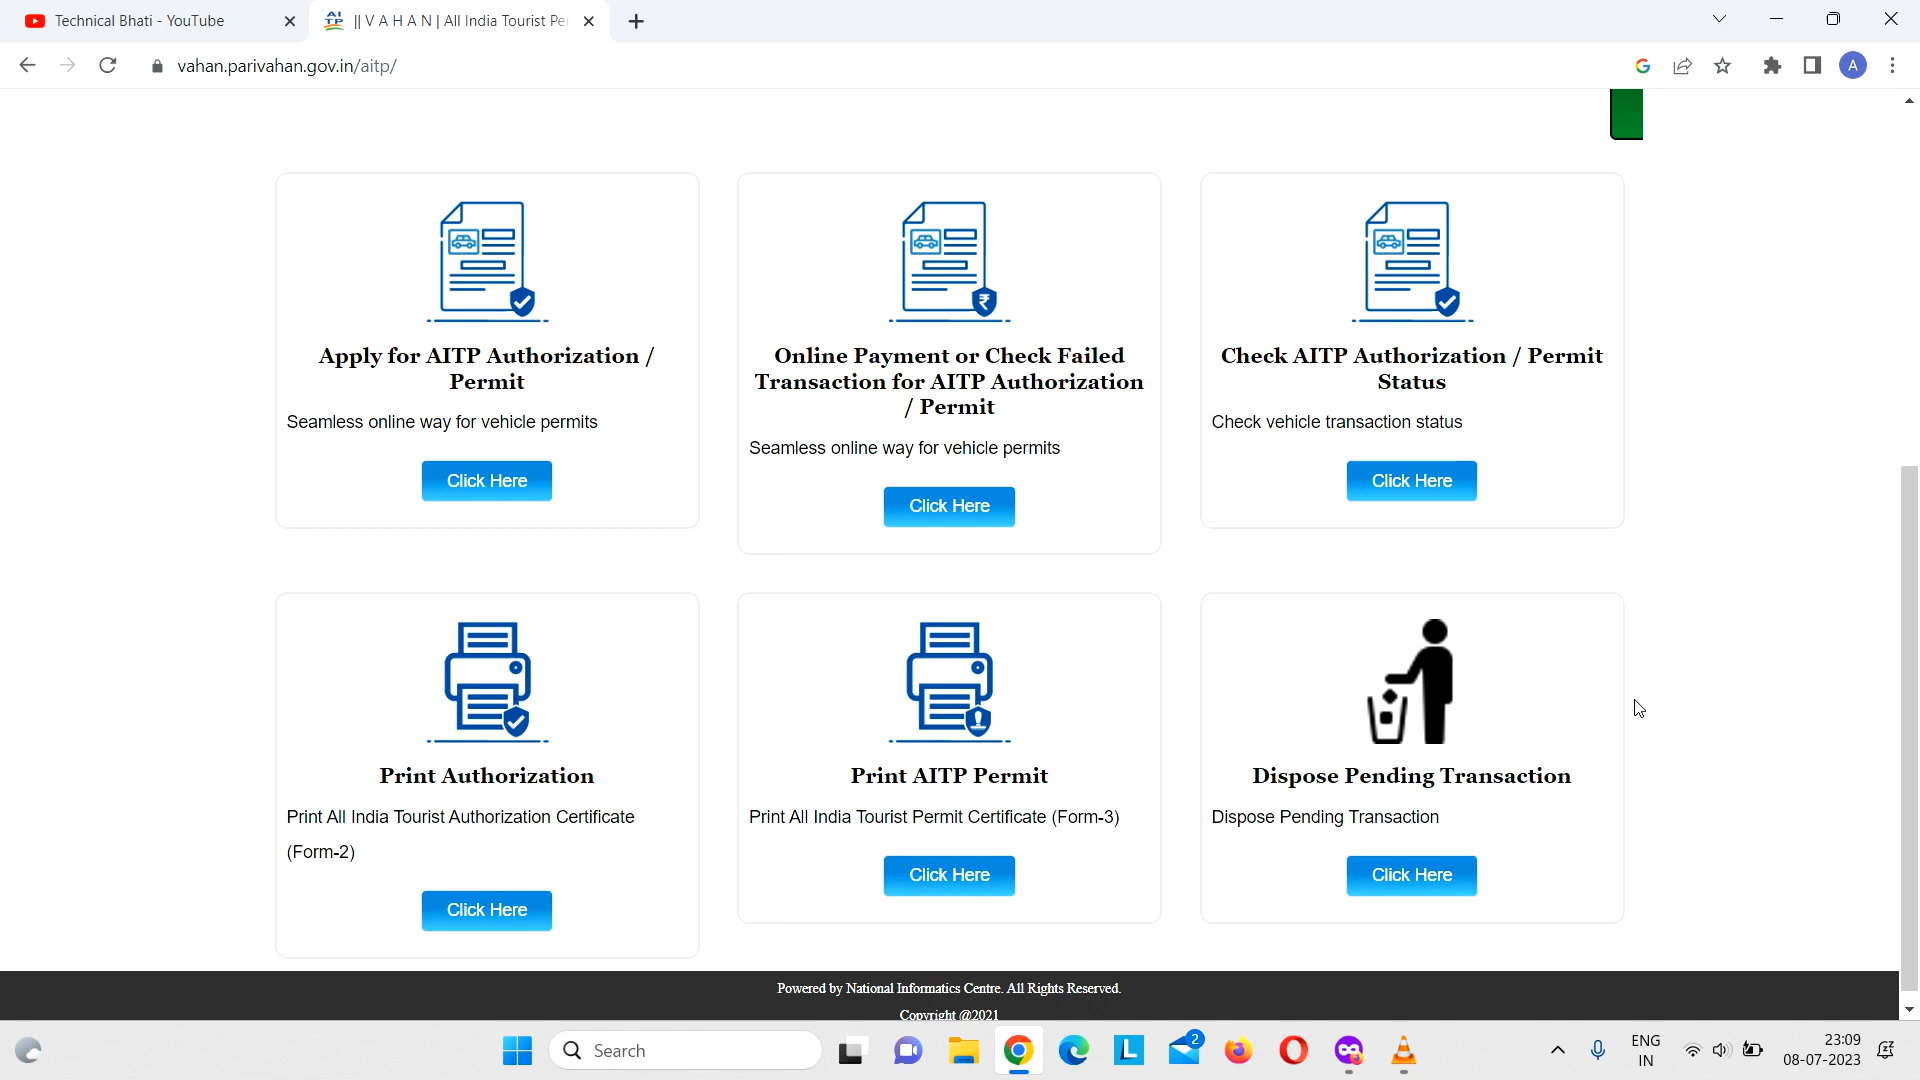 Technical Bhati - YouTube
|| V A H A N | All India Tourist Per
vahan.parivahan.gov.in/aitp/
A
Apply for AITP Authorization /
Permit
Seamless online way for vehicle permits
Click Here
Online Payment or Check Failed
Transaction for AITP Authorization
/ Permit
Seamless online way for vehicle permits
Click Here
Check AITP Authorization / Permit
Status
Check vehicle transaction status
Click Here
Print Authorization
Print All India Tourist Authorization Certificate
(Form-2)
Click Here
Print AITP Permit
Print All India Tourist Permit Certificate (Form-3)
Click Here
Dispose Pending Transaction
Dispose Pending Transaction
Click Here
Powered by National Informatics Centre. All Rights Reserved.
Copyright @2021
Search
L
2
ENG
IN
23:09
08-07-2023